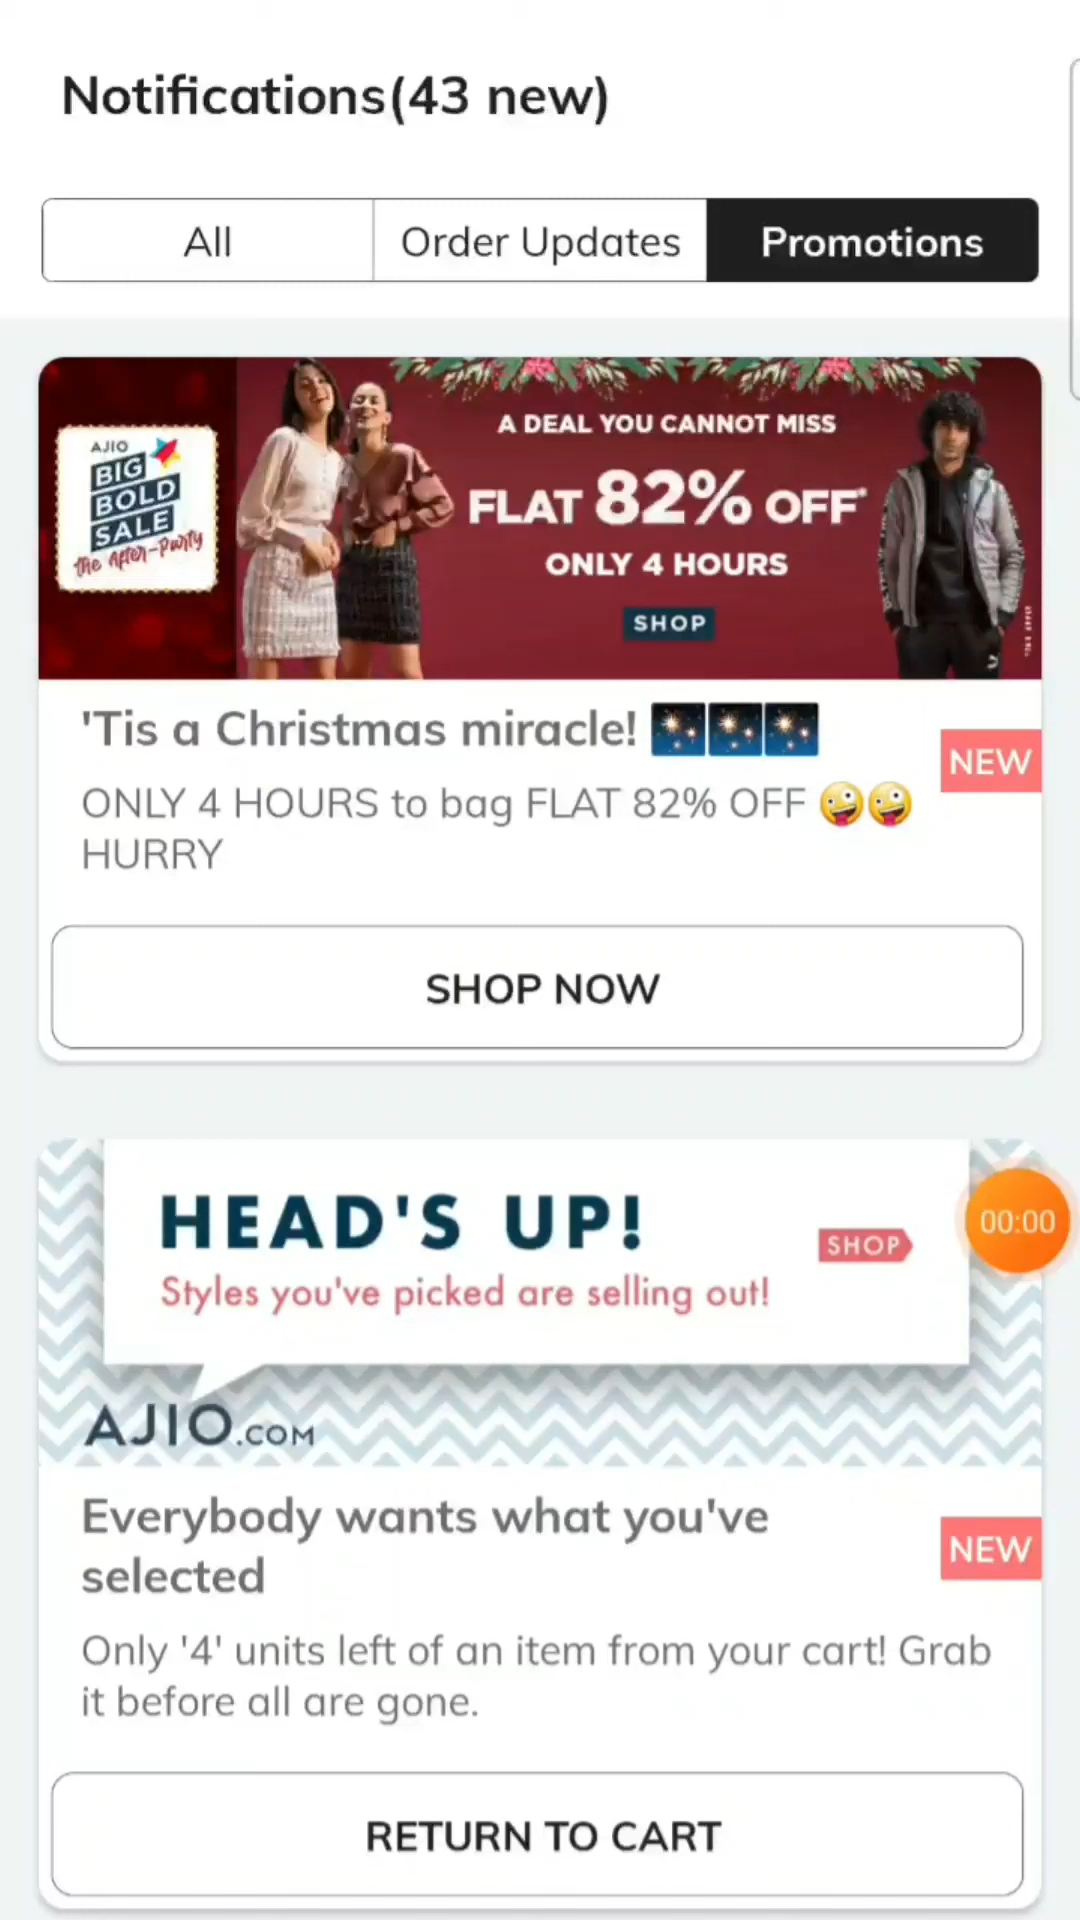 Notifications(43 new)
All
Order Updates
Promotions
AJIO
BIG
BOLD
SALE
the After-Party
A DEAL YOU CANNOT MISS
FLAT 82% OFF*
ONLY 4 HOURS
SHOP
'Tis a Christmas miracle! 🎇🎇🎇
NEW
ONLY 4 HOURS to bag FLAT 82% OFF 🤪🤪
HURRY
SHOP NOW
HEAD'S UP!
Styles you've picked are selling out!
SHOP
00:00
AJIO.COM
Everybody wants what you've
selected
NEW
Only '4' units left of an item from your cart! Grab
it before all are gone.
RETURN TO CART